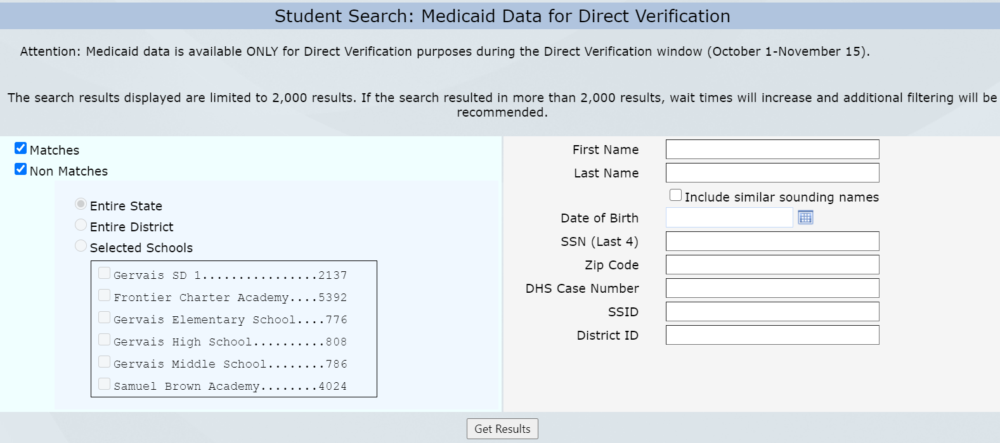 Student Search: Medicaid Data for Direct Verification
Attention: Medicaid data is available ONLY for Direct Verification purposes during the Direct Verification window (October 1-November 15).
The search results displayed are limited to 2,000 results. If the search resulted in more than 2,000 results, wait times will increase and additional filtering will be
recommended.
Matches
Non Matches
Entire State
Entire District
Selected Schools
Gervais SD 1................2137
Frontier Charter Academy....5392
Gervais Elementary School....776
Gervais High School..........808
Gervais Middle School........786
Samuel Brown Academy........4024
First Name
Last Name
Include similar sounding names
Date of Birth
SSN (Last 4)
Zip Code
DHS Case Number
SSID
District ID
Get Results